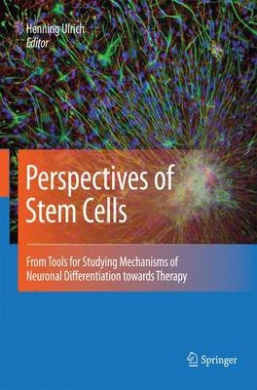 Henning Ulrich
Editor
Perspectives of
Stem Cells
From Tools for Studying Mechanisms of
Neuronal Differentiation towards Therapy
Springer